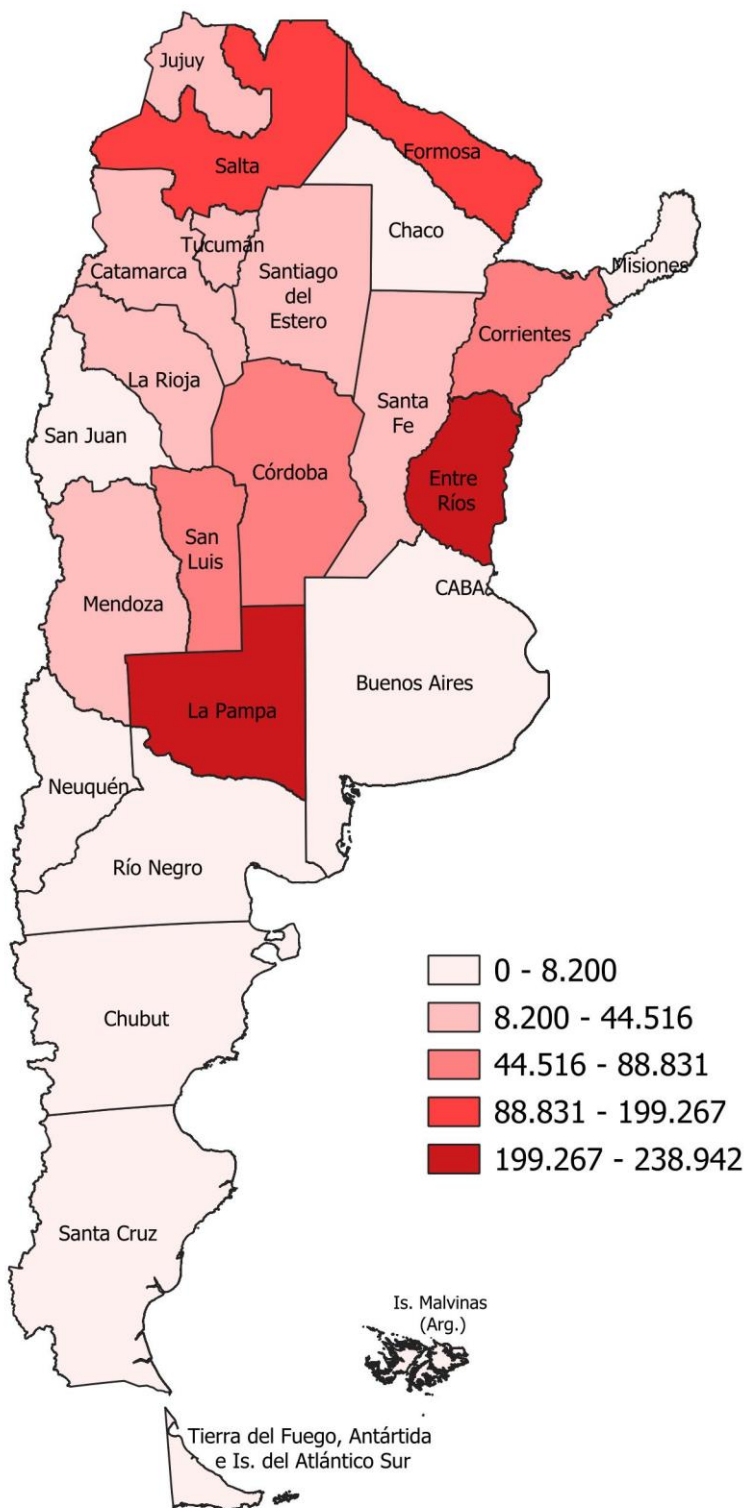 Jujuy
Salta
Formosa
Chaco
Misiones
Tucumán
Catamarca
Santiago
del
Estero
Corrientes
La Rioja
Santa
Fe
San Juan
Córdoba
Entre
Ríos
San
Luis
Mendoza
CABA
Buenos Aires
La Pampa
Neuquén
Río Negro
Chubut
Santa Cruz
0 - 8.200
8.200 - 44.516
44.516 - 88.831
88.831 - 199.267
199.267 - 238.942
Is. Malvinas
(Arg.)
Tierra del Fuego, Antártida
e Is. del Atlántico Sur